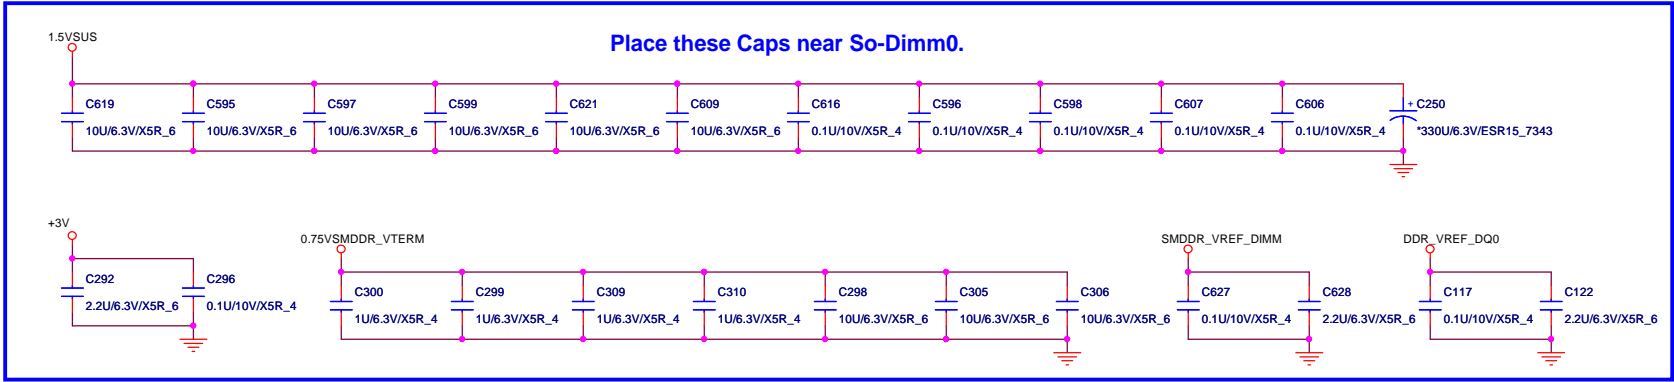 Place these Caps near So-Dimm0.
1.5VSUS
C619
10U/6.3V/X5R_6
C595
10U/6.3V/X5R_6
C597
10U/6.3V/X5R_6
C599
10U/6.3V/X5R_6
C621
10U/6.3V/X5R_6
C609
10U/6.3V/X5R_6
C616
0.1U/10V/X5R_4
C596
0.1U/10V/X5R_4
C598
0.1U/10V/X5R_4
C607
0.1U/10V/X5R_4
C606
0.1U/10V/X5R_4
+ C250
*330U/6.3V/ESR15_7343
+3V
C292
2.2U/6.3V/X5R_6
C296
0.1U/10V/X5R_4
0.75VSMDDR_VTERM
C300
1U/6.3V/X5R_4
C299
1U/6.3V/X5R_4
C309
1U/6.3V/X5R_4
C310
1U/6.3V/X5R_4
C298
10U/6.3V/X5R_6
C305
10U/6.3V/X5R_6
C306
10U/6.3V/X5R_6
SMDDR_VREF_DIMM
C627
0.1U/10V/X5R_4
C628
2.2U/6.3V/X5R_6
DDR_VREF_DQ0
C117
0.1U/10V/X5R_4
C122
2.2U/6.3V/X5R_6